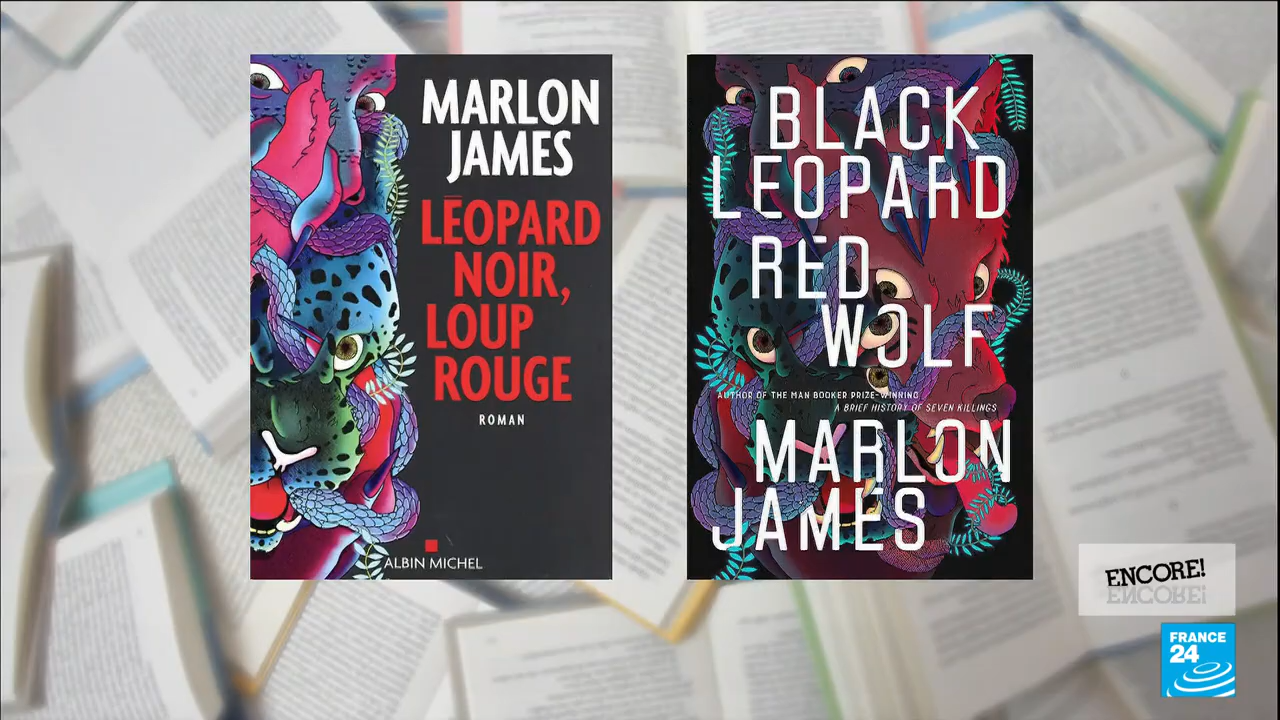 MARLON
JAMES
LÉOPARD
NOIR,
LOUP
ROUGE
ROMAN
ALBIN MICHEL
BLACK
LEOPARD
RED
WOLF
AUTHOR OF THE MAN BOOKER PRIZE-WINNING
A BRIEF HISTORY OF SEVEN KILLINGS
MARLON
JAMES
ENCORE!
FRANCE
24